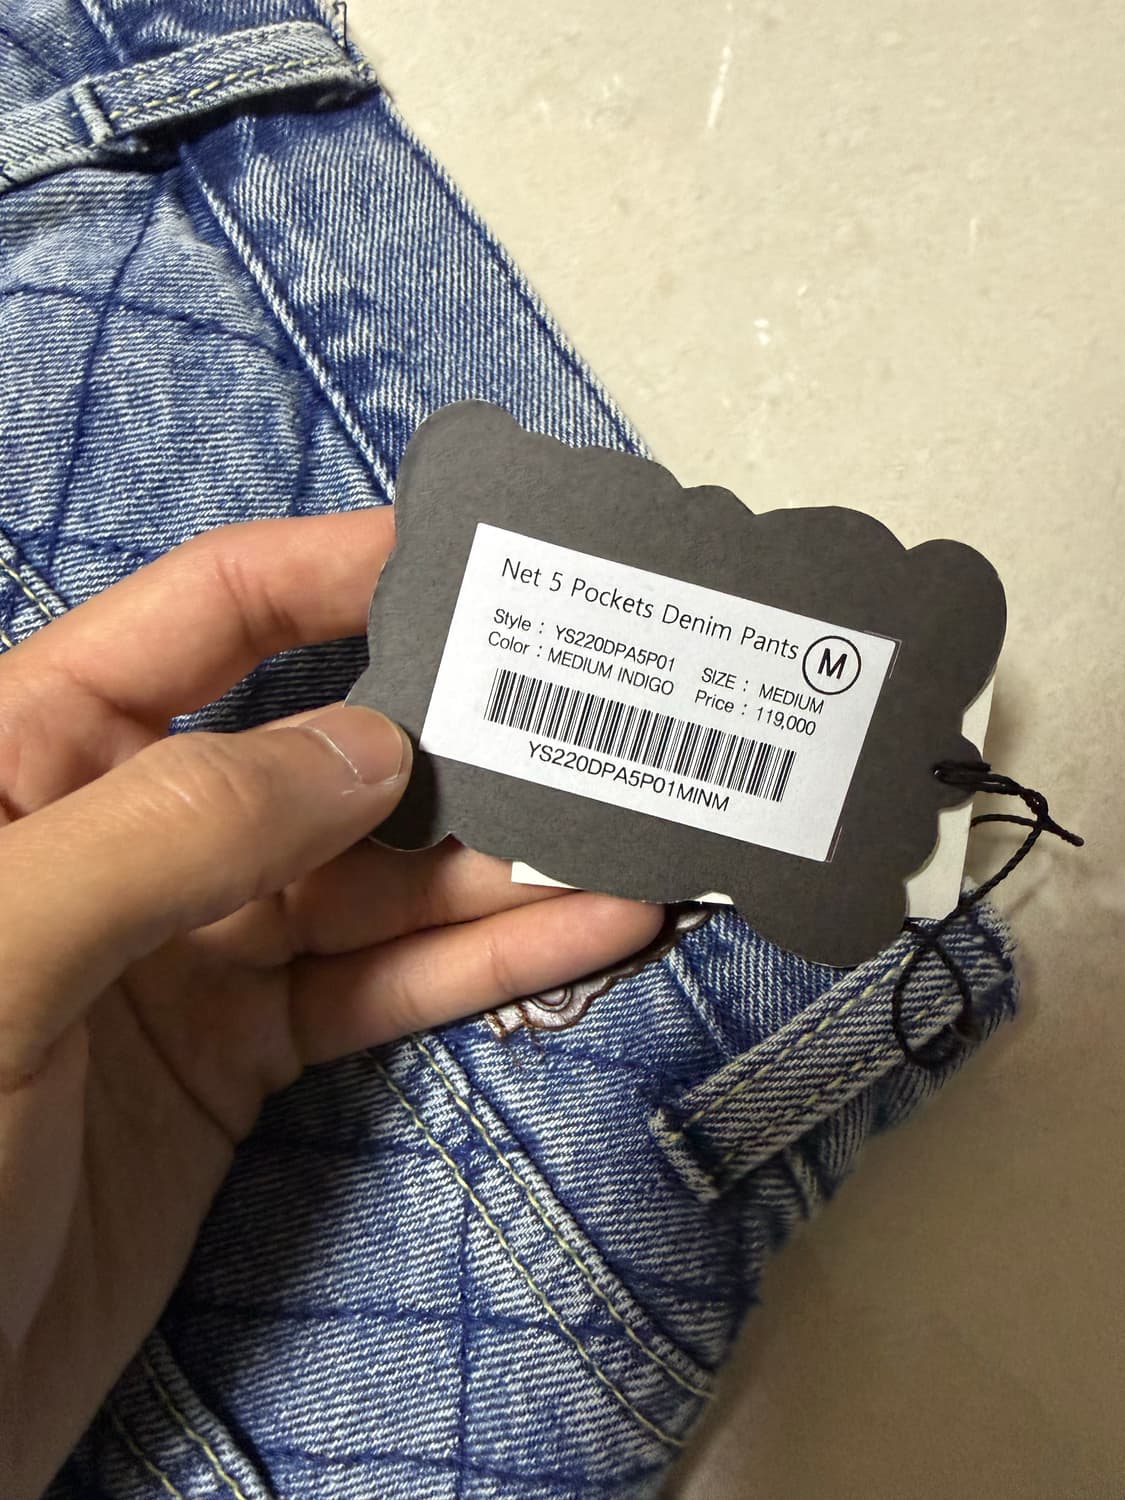 Net 5 Pockets Denim Pants M
Style : YS220DPA5P01 SIZE : MEDIUM
Color : MEDIUM INDIGO Price : 119,000
YS220DPA5P01MINM